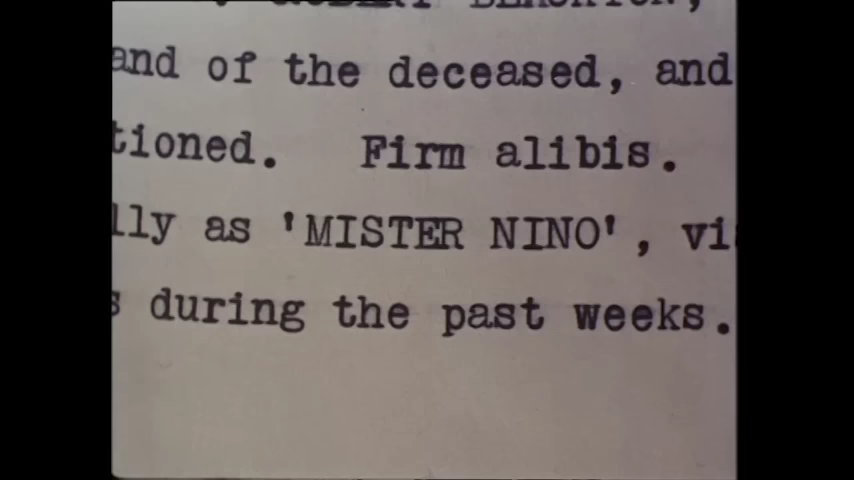 and of the deceased, and
tioned. Firm alibis.
lly as 'MISTER NINO', vi
s during the past weeks.